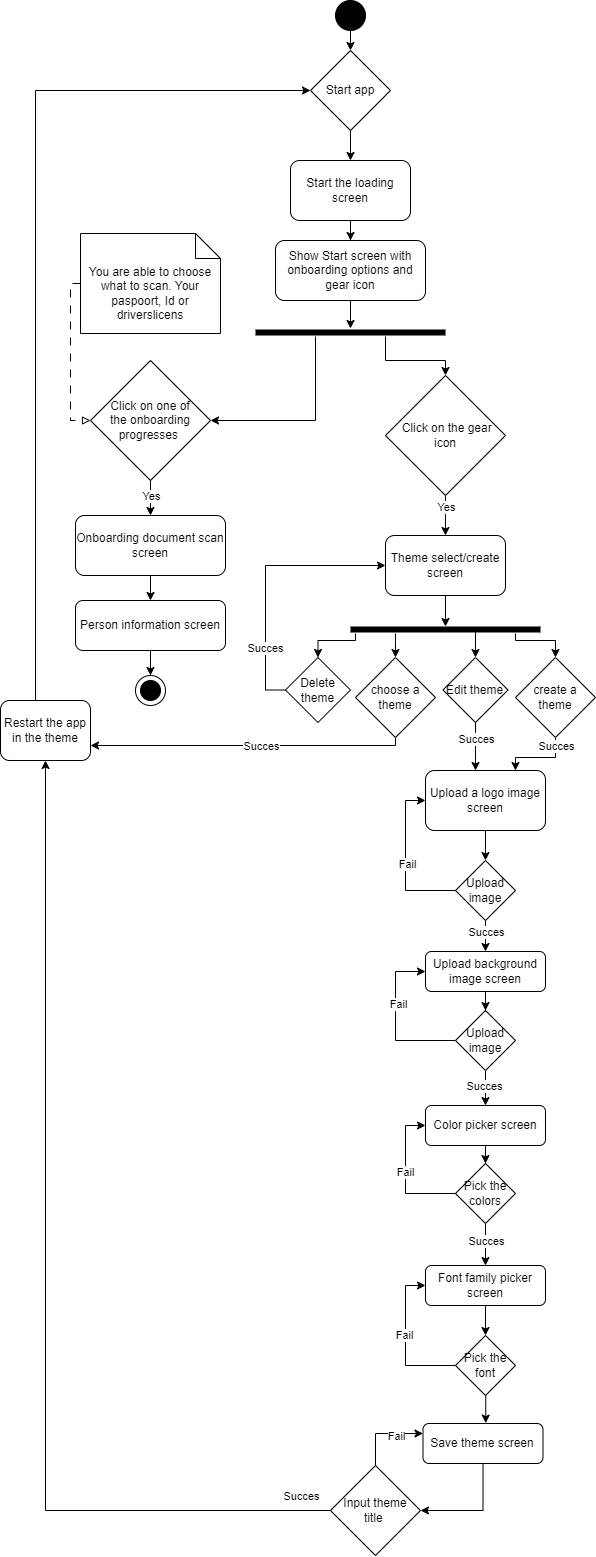 Start app
Start the loading
screen
Show Start screen with
onboarding options and
gear icon
You are able to choose
what to scan. Your
paspoort, Id or
driverslicens
Click on one of
the onboarding
progresses
Click on the gear
icon
Yes
Yes
Onboarding document scan
screen
Theme select/create
screen
Person information screen
Succes
Delete
theme
choose a
theme
Edit theme
create a
theme
Restart the app
in the theme
Succes
Succes
Succes
Upload a logo image
screen
Fail
Upload
image
Succes
Upload background
image screen
Fail
Upload
image
Succes
Color picker screen
Fail
Pick the
colors
Succes
Font family picker
screen
Fail
Pick the
font
Save theme screen
Fail
Succes
Input theme
title